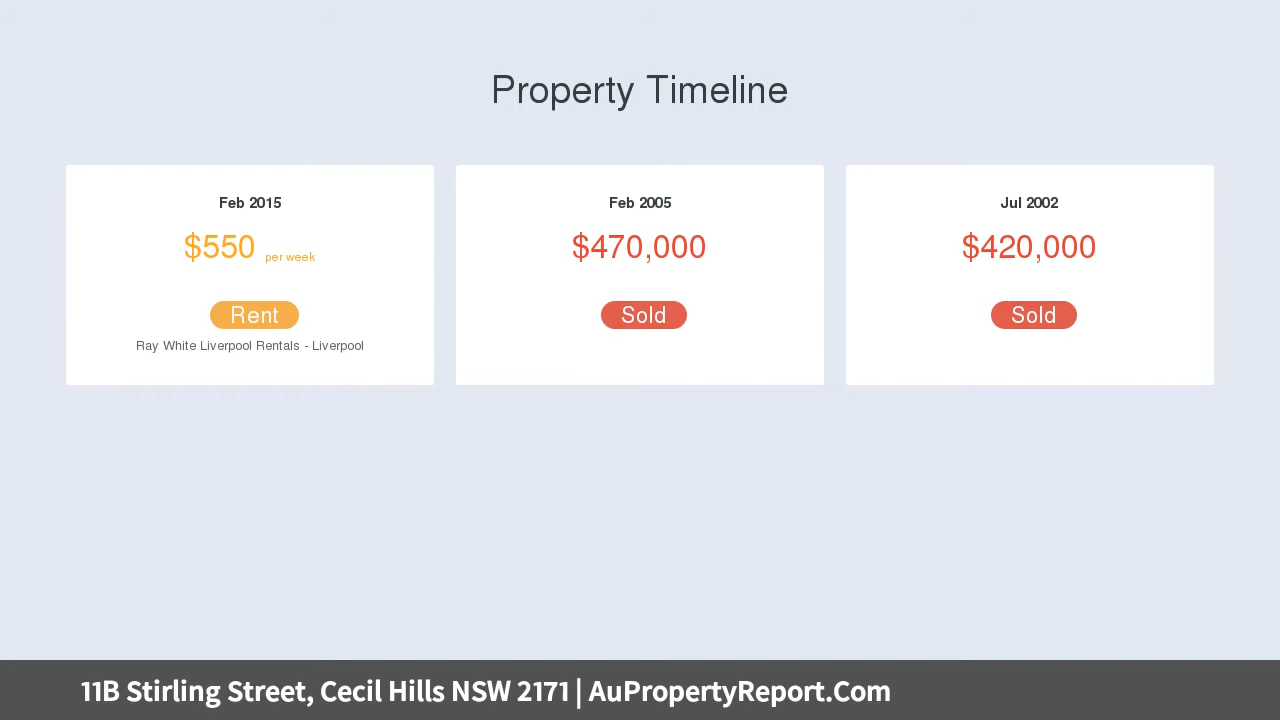 Property Timeline
Feb 2015
$550 per week
Rent
Ray White Liverpool Rentals - Liverpool
Feb 2005
$470,000
Sold
Jul 2002
$420,000
Sold
11B Stirling Street, Cecil Hills NSW 2171 | AuPropertyReport.Com